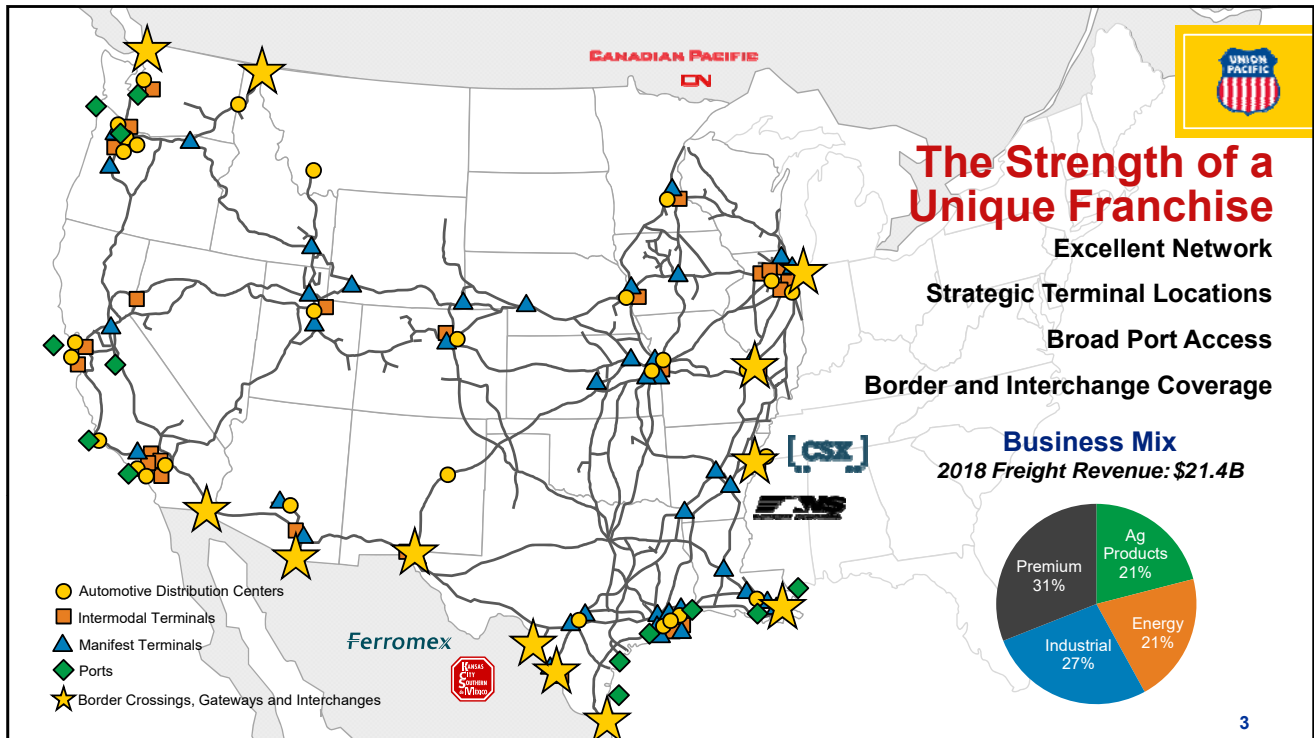 CANADIAN PACIFIC
CN
UNION
PACIFIC
The Strength of a
Unique Franchise
Excellent Network
Strategic Terminal Locations
Broad Port Access
Border and Interchange Coverage
Business Mix
2018 Freight Revenue: $21.4B
CSX
NS
Premium
31%
Ag
Products
21%
Energy
21%
Industrial
27%
Automotive Distribution Centers
Intermodal Terminals
Manifest Terminals
Ports
Border Crossings, Gateways and Interchanges
Ferromex
KANSAS
CITY
SOUTHERN
de MEXICO
3